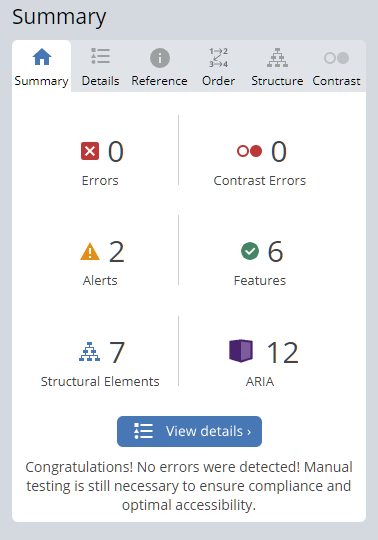 Summary
Summary Details Reference Order Structure Contrast
0 0
Errors Contrast Errors
2 6
Alerts Features
7 12
Structural Elements ARIA
View details ›
Congratulations! No errors were detected! Manual
testing is still necessary to ensure compliance and
optimal accessibility.